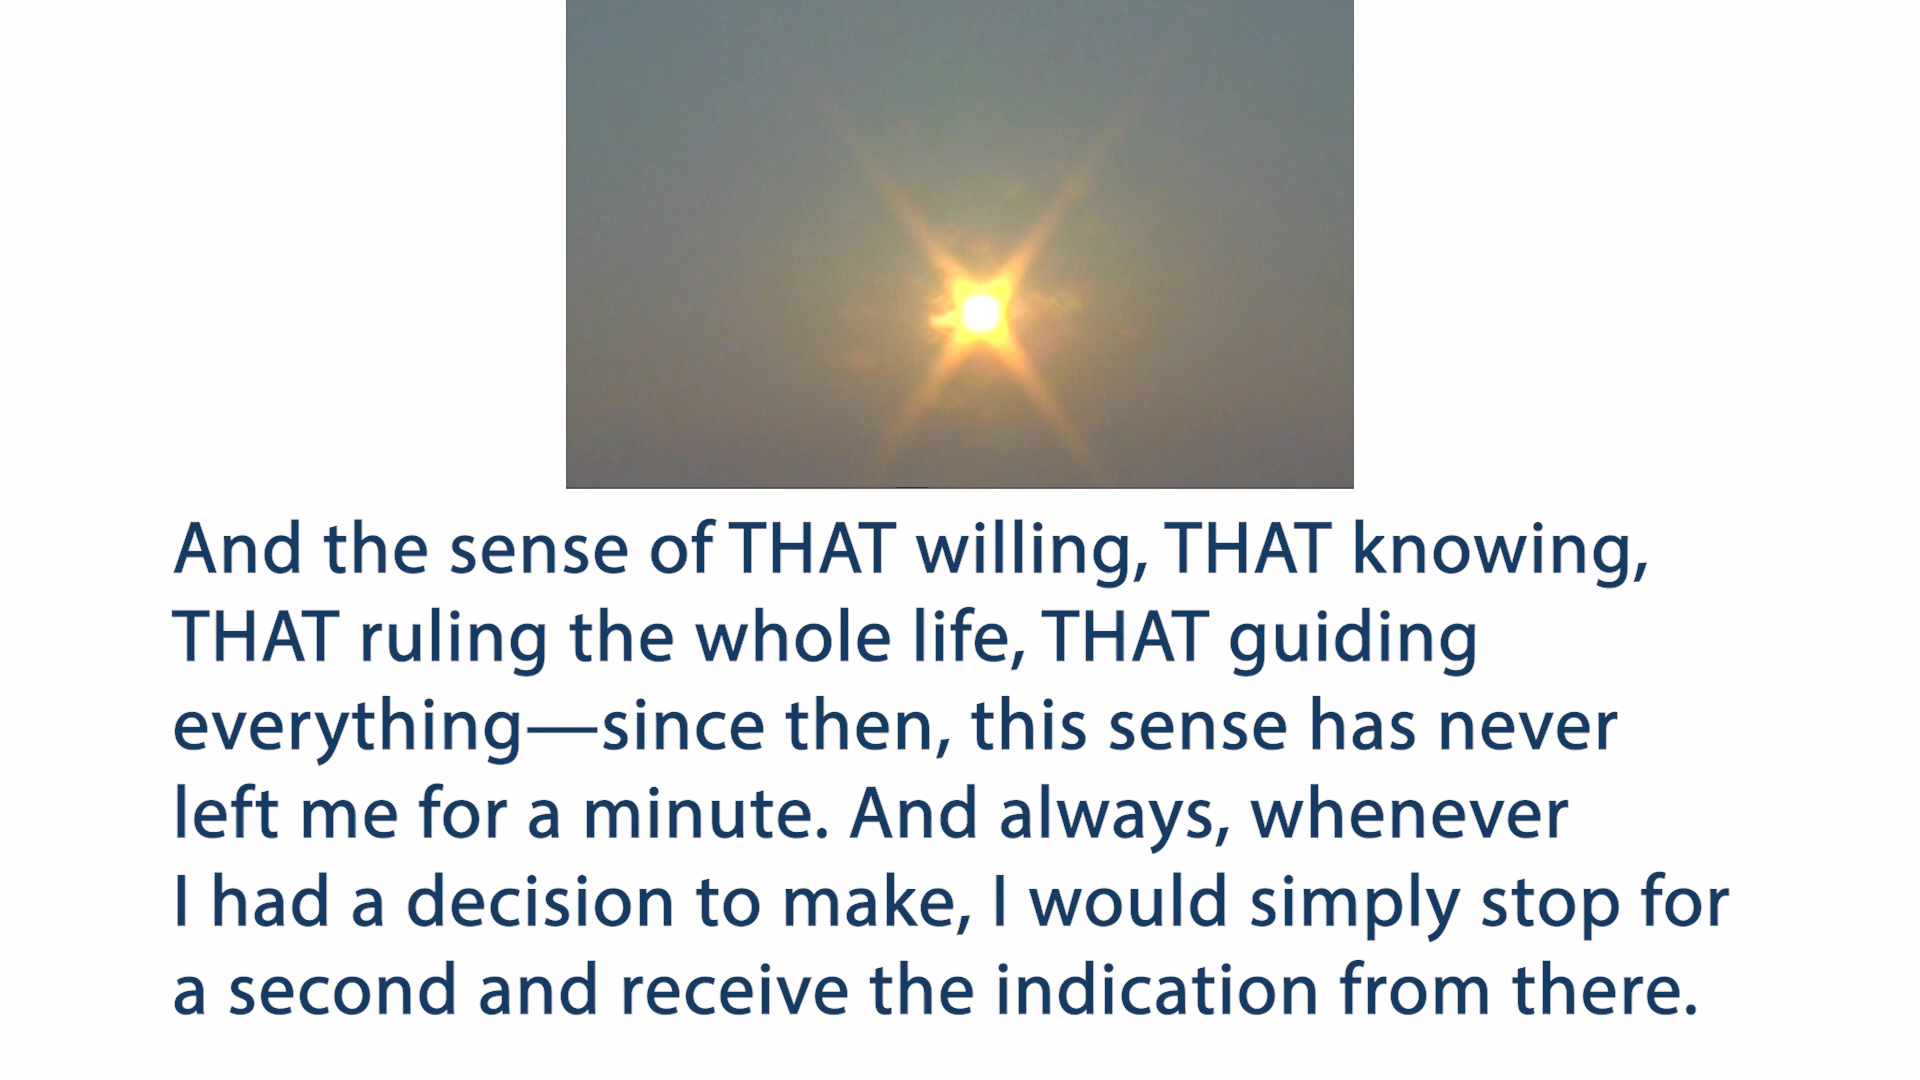 And the sense of THAT willing, THAT knowing,
THAT ruling the whole life, THAT guiding
everything—since then, this sense has never
left me for a minute. And always, whenever
I had a decision to make, I would simply stop for
a second and receive the indication from there.